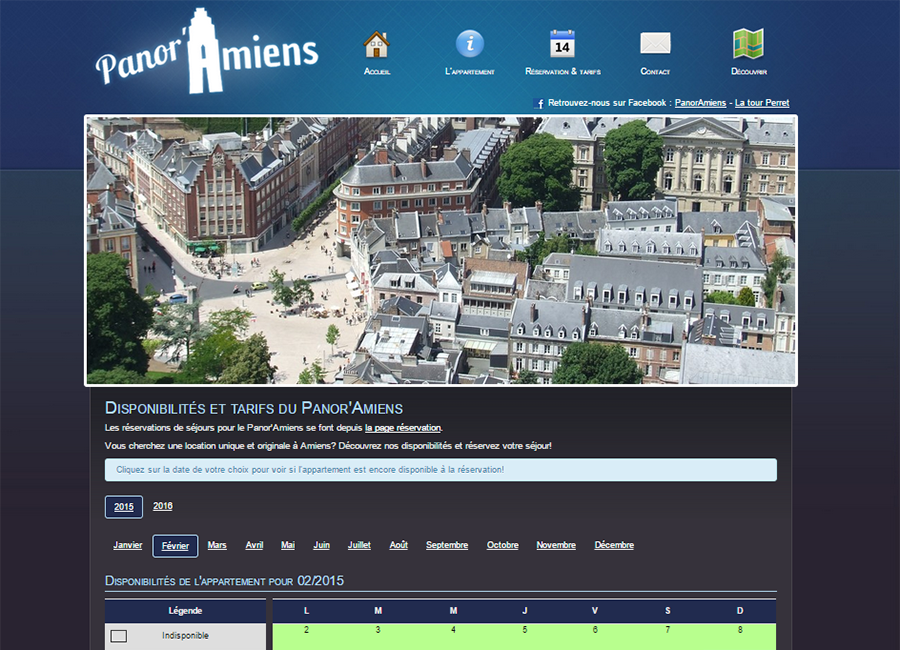 Panor'Amiens
Accueil
L'appartement
14
Réservation & tarifs
Contact
Découvrir
f Retrouvez-nous sur Facebook : PanorAmiens - La tour Perret
Disponibilités et tarifs du Panor'Amiens
Les réservations de séjours pour le Panor'Amiens se font depuis la page réservation.
Vous cherchez une location unique et originale à Amiens? Découvrez nos disponibilités et réservez votre séjour!
Cliquez sur la date de votre choix pour voir si l'appartement est encore disponible à la réservation!
2015 2016
Janvier Février Mars Avril Mai Juin Juillet Août Septembre Octobre Novembre Décembre
Disponibilités de l'appartement pour 02/2015
Légende
Indisponible
L M M J V S D
2 3 4 5 6 7 8